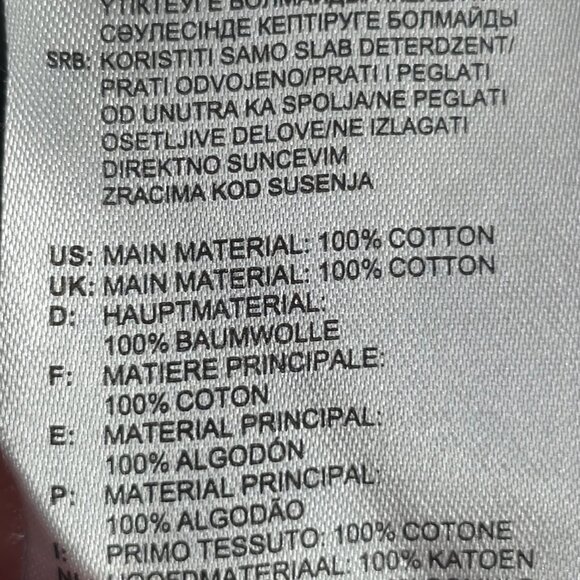 СӘУЛЕСІНДЕ КЕПТІРУГЕ БОЛМАЙДЫ
SRB: KORISTITI SAMO SLAB DETERDZENT/
PRATI ODVOJENO/PRATI I PEGLATI
OD UNUTRA KA SPOLJA/NE PEGLATI
OSETLJIVE DELOVE/NE IZLAGATI
DIREKTNO SUNCEVIM
ZRACIMA KOD SUSENJA
US: MAIN MATERIAL: 100% COTTON
UK: MAIN MATERIAL: 100% COTTON
D: HAUPTMATERIAL:
100% BAUMWOLLE
F: MATIERE PRINCIPALE:
100% COTON
E: MATERIAL PRINCIPAL:
100% ALGODÓN
P: MATERIAL PRINCIPAL:
100% ALGODÃO
I: PRIMO TESSUTO: 100% COTONE
HOOFDMATERIAAL: 100% KATOEN